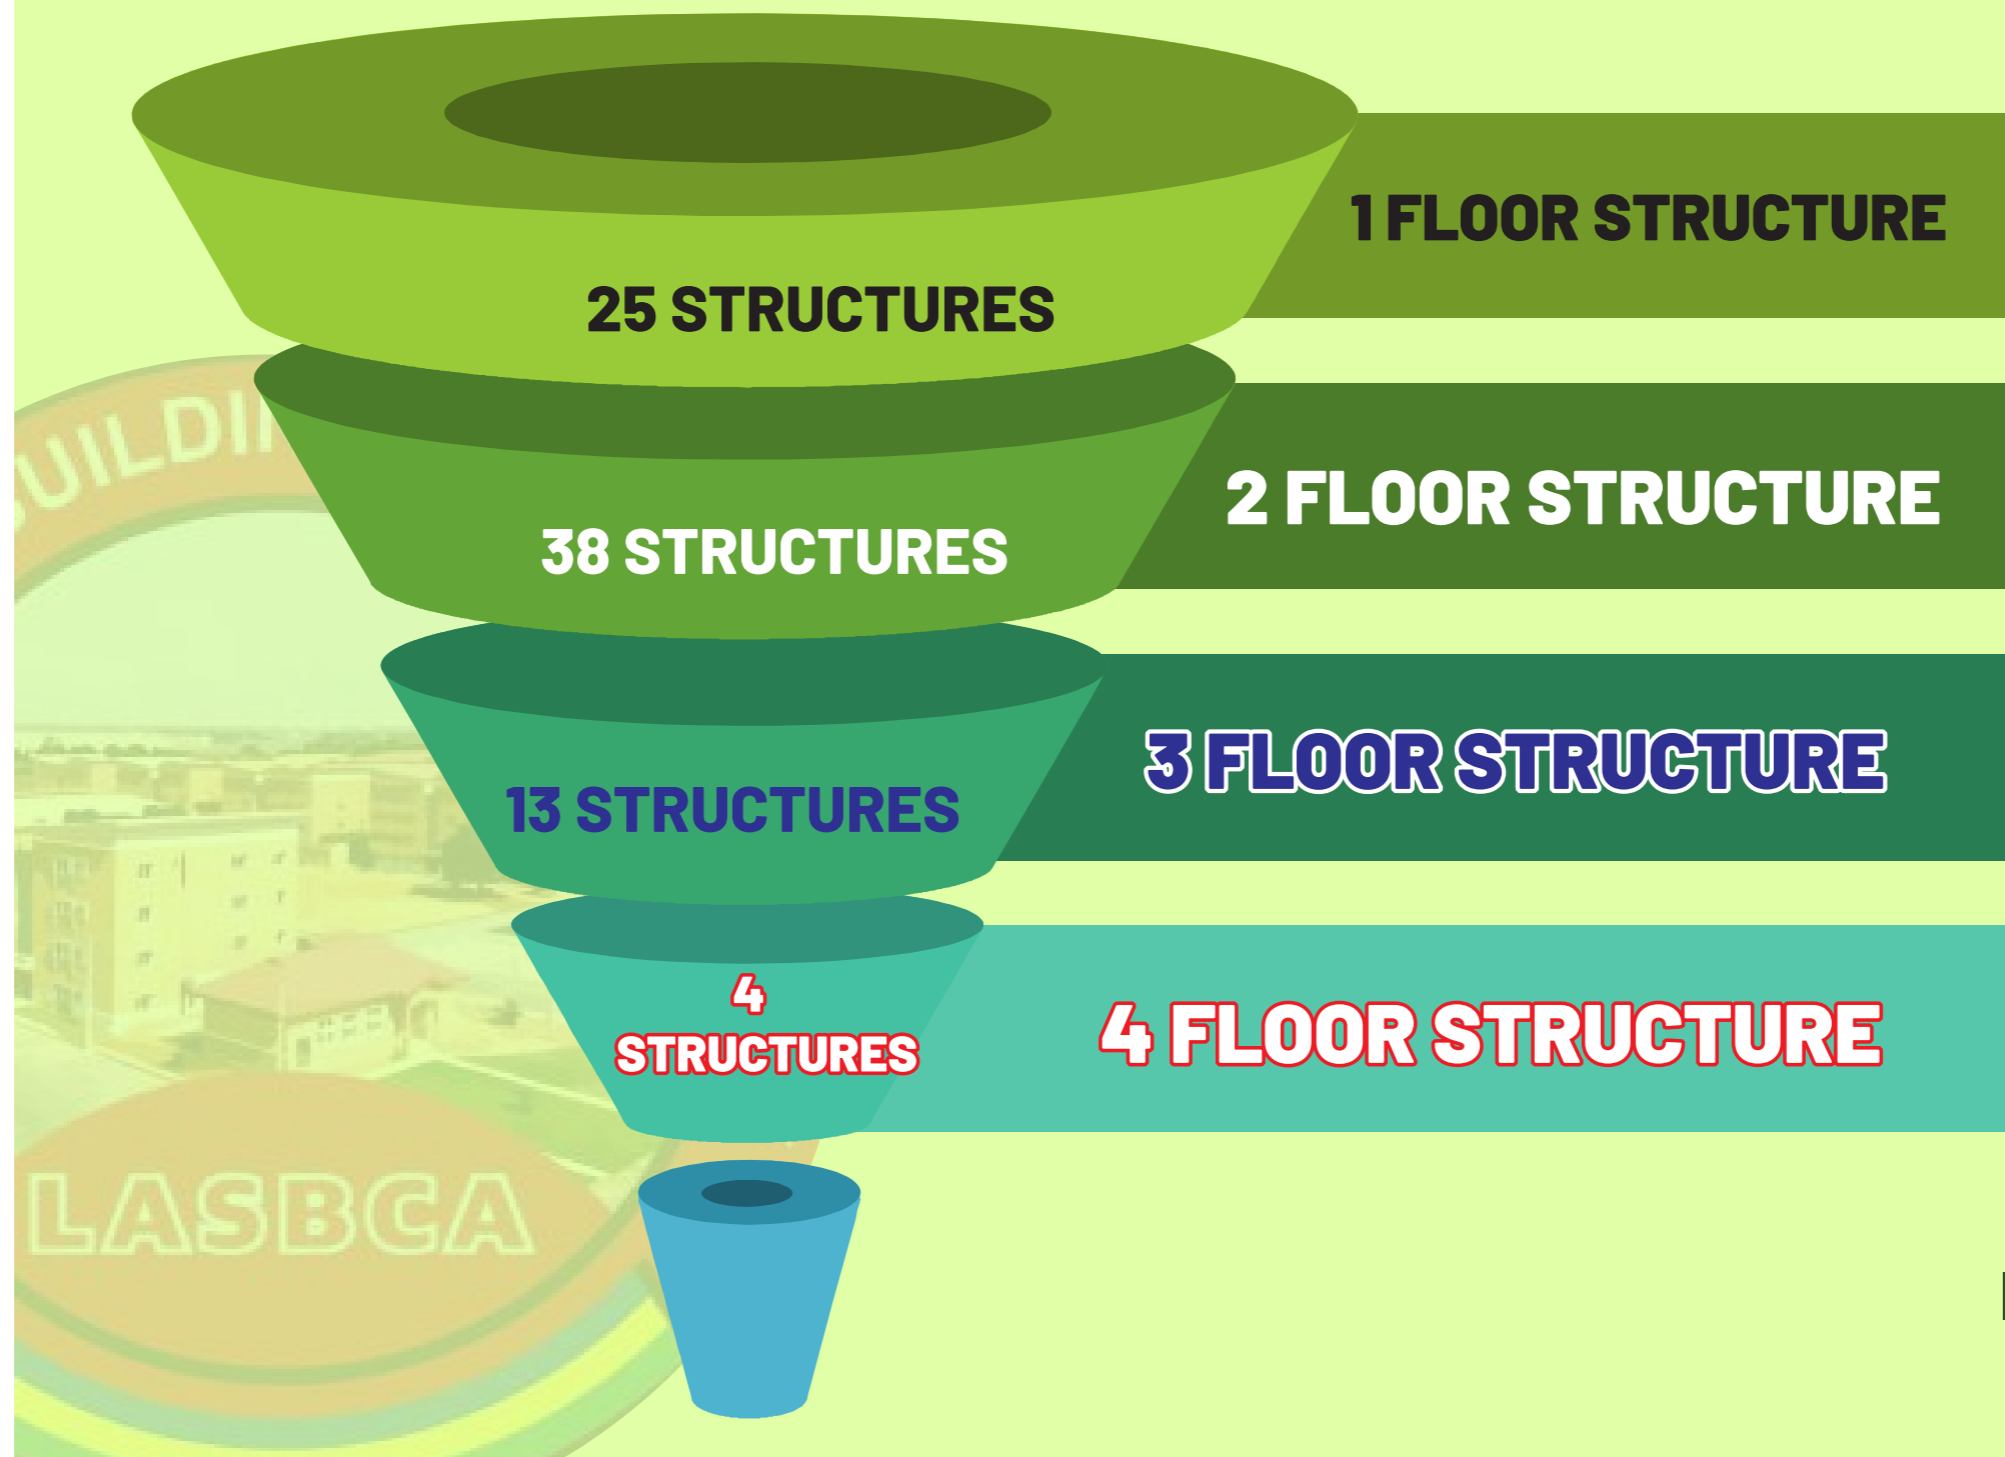 1 FLOOR STRUCTURE
25 STRUCTURES
2 FLOOR STRUCTURE
38 STRUCTURES
3 FLOOR STRUCTURE
13 STRUCTURES
4 FLOOR STRUCTURE
4
STRUCTURES
LASBCA